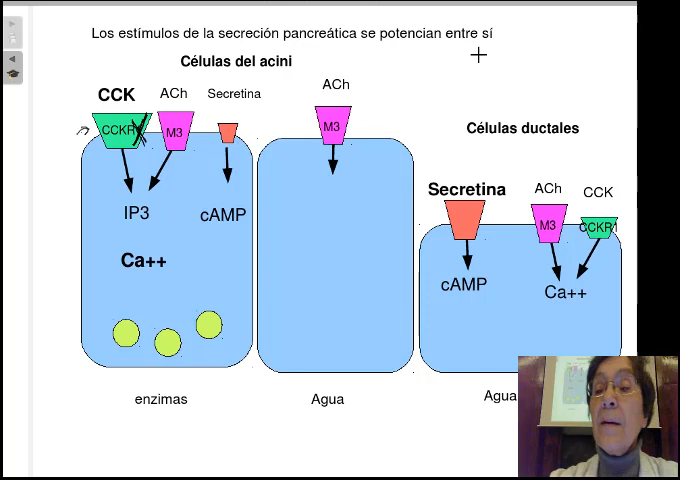 Los estímulos de la secreción pancreática se potencian entre sí
Células del acini
CCK
ACh
Secretina
ACh
CCKR
M3
M3
IP3
cAMP
Ca++
enzimas
Agua
Células ductales
Secretina
ACh
CCK
M3
CCKR1
cAMP
Ca++
Agua